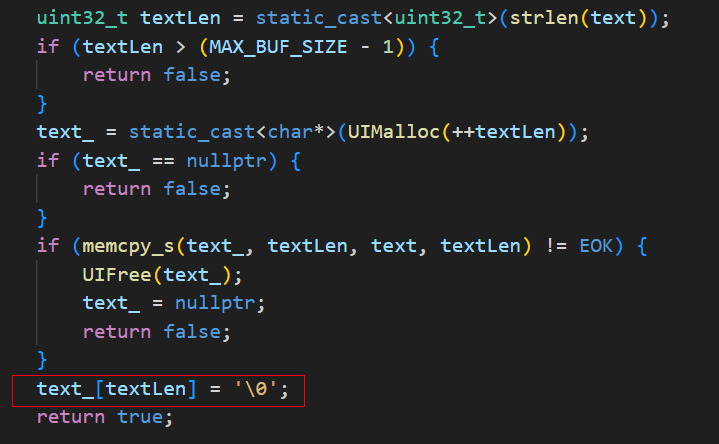 uint32_t textLen = static_cast<uint32_t>(strlen(text));
if (textLen > (MAX_BUF_SIZE - 1)) {
    return false;
}
text_ = static_cast<char*>(UIMalloc(++textLen));
if (text_ == nullptr) {
    return false;
}
if (memcpy_s(text_, textLen, text, textLen) != EOK) {
    UIFree(text_);
    text_ = nullptr;
    return false;
}
text_[textLen] = '\0';
return true;